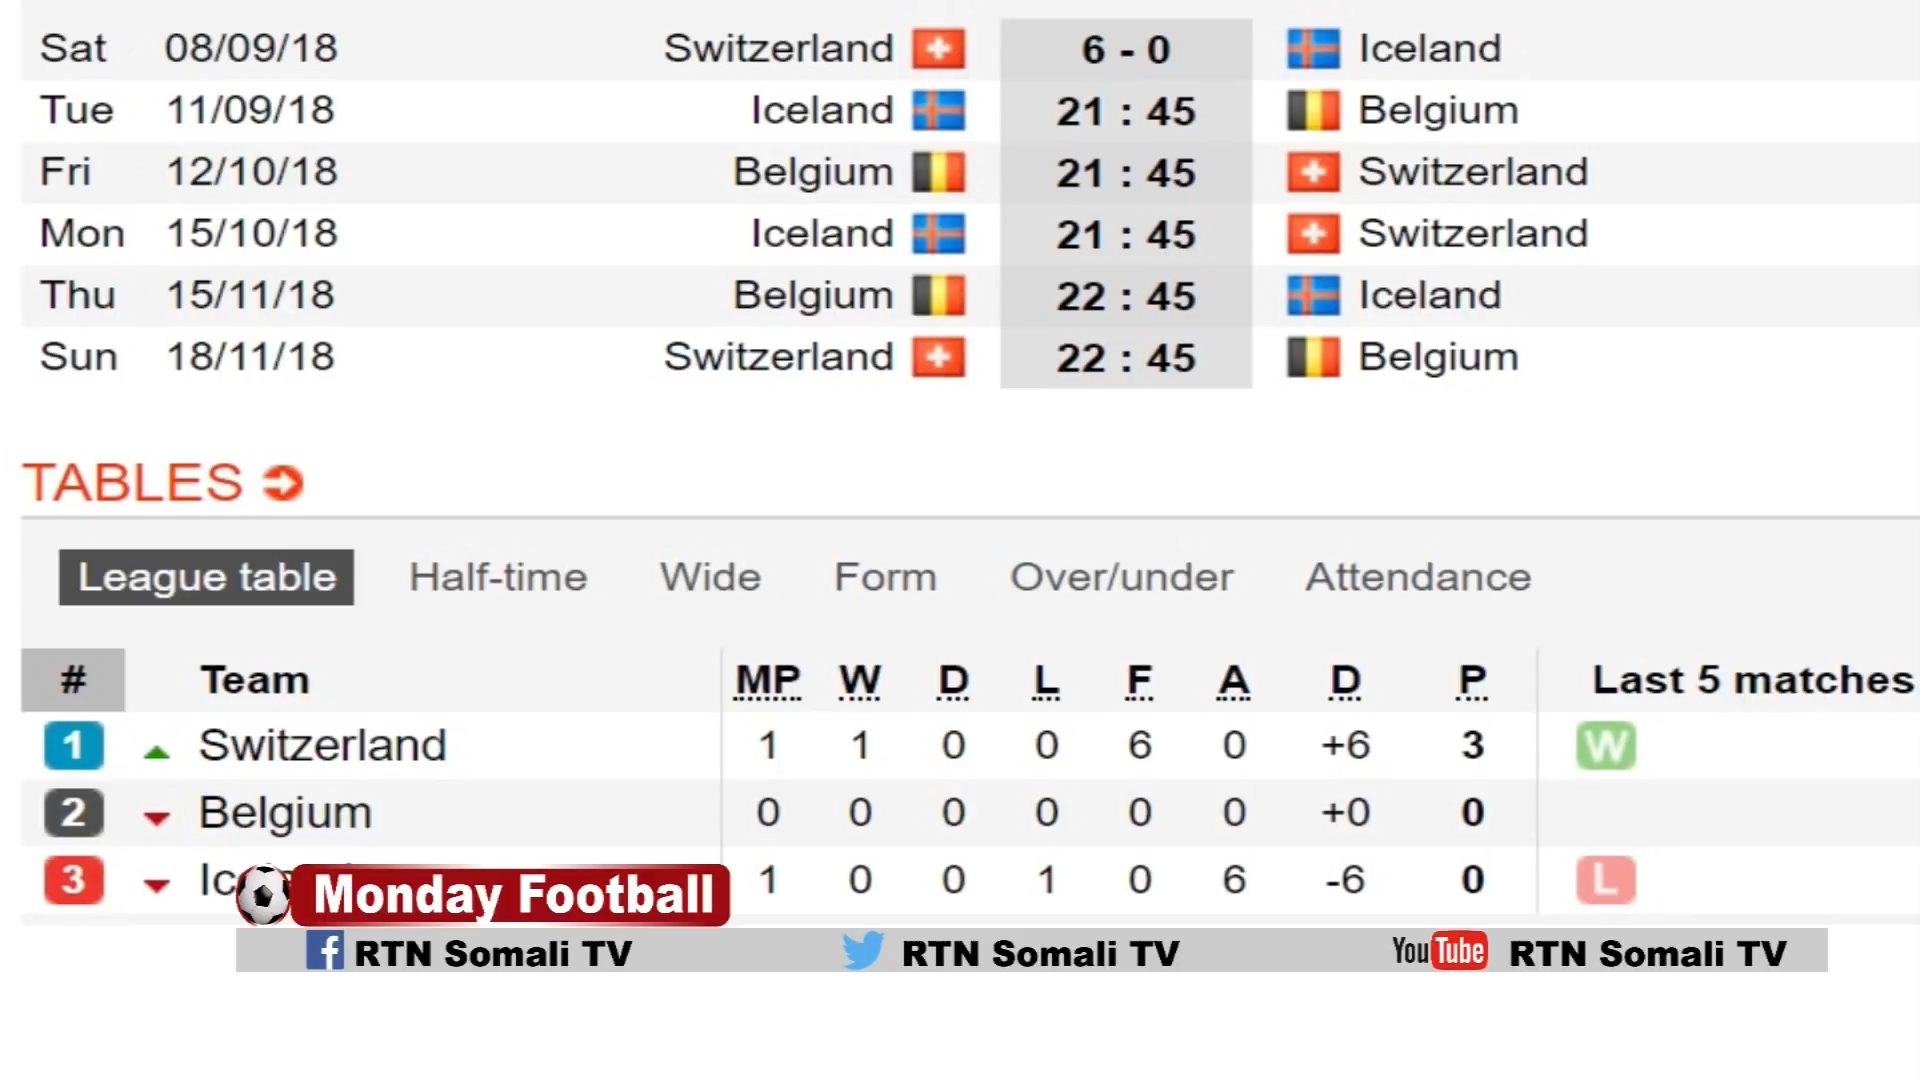 Sat 08/09/18 Switzerland 6 - 0 Iceland
Tue 11/09/18 Iceland 21 : 45 Belgium
Fri 12/10/18 Belgium 21 : 45 Switzerland
Mon 15/10/18 Iceland 21 : 45 Switzerland
Thu 15/11/18 Belgium 22 : 45 Iceland
Sun 18/11/18 Switzerland 22 : 45 Belgium
TABLES
League table Half-time Wide Form Over/under Attendance
# Team MP W D L F A D P Last 5 matches
1 Switzerland 1 1 0 0 6 0 +6 3 W
2 Belgium 0 0 0 0 0 0 +0 0
3 1 0 0 1 0 6 -6 0 L
Monday Football
f RTN Somali TV RTN Somali TV YouTube RTN Somali TV